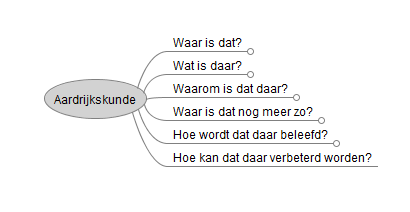 Waar is dat?
Wat is daar?
Waarom is dat daar?
Aardrijkskunde
Waar is dat nog meer zo?
Hoe wordt dat daar beleefd?
Hoe kan dat daar verbeterd worden?